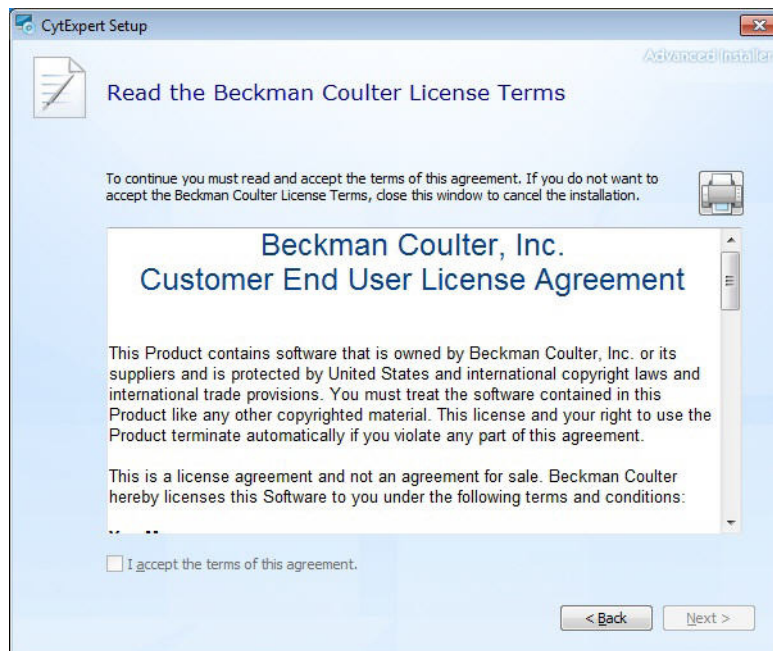 CytExpert Setup
Advanced Installer
Read the Beckman Coulter License Terms
To continue you must read and accept the terms of this agreement. If you do not want to
accept the Beckman Coulter License Terms, close this window to cancel the installation.
Beckman Coulter, Inc.
Customer End User License Agreement
This Product contains software that is owned by Beckman Coulter, Inc. or its
suppliers and is protected by United States and international copyright laws and
international trade provisions. You must treat the software contained in this
Product like any other copyrighted material. This license and your right to use the
Product terminate automatically if you violate any part of this agreement.
This is a license agreement and not an agreement for sale. Beckman Coulter
hereby licenses this Software to you under the following terms and conditions:
I accept the terms of this agreement.
< Back
Next >